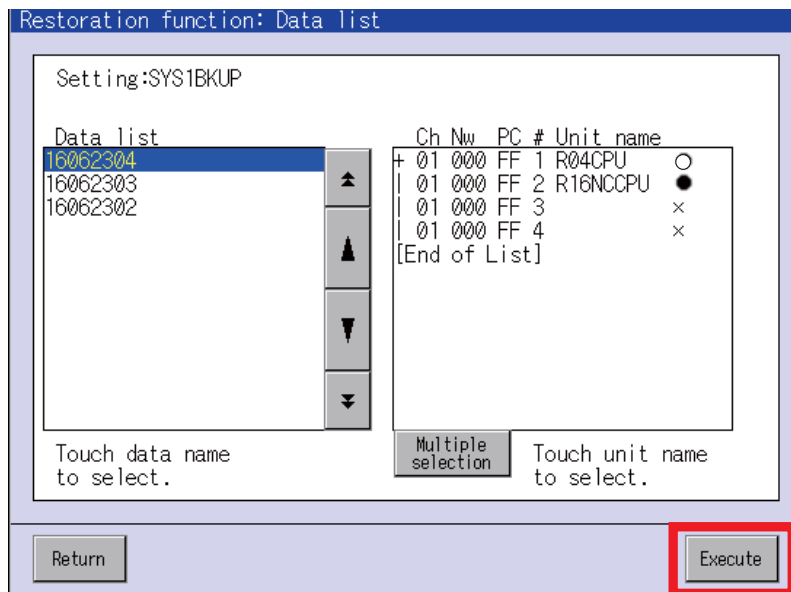 Restoration function: Data list
Setting:SYS1BKUP
Data list
16062304
16062303
16062302
Ch Nw PC # Unit name
+ 01 000 FF 1 R04CPU ○
| 01 000 FF 2 R16NCCPU ●
| 01 000 FF 3 ×
| 01 000 FF 4 ×
[End of List]
Touch data name
to select.
Multiple
selection
Touch unit name
to select.
Return
Execute